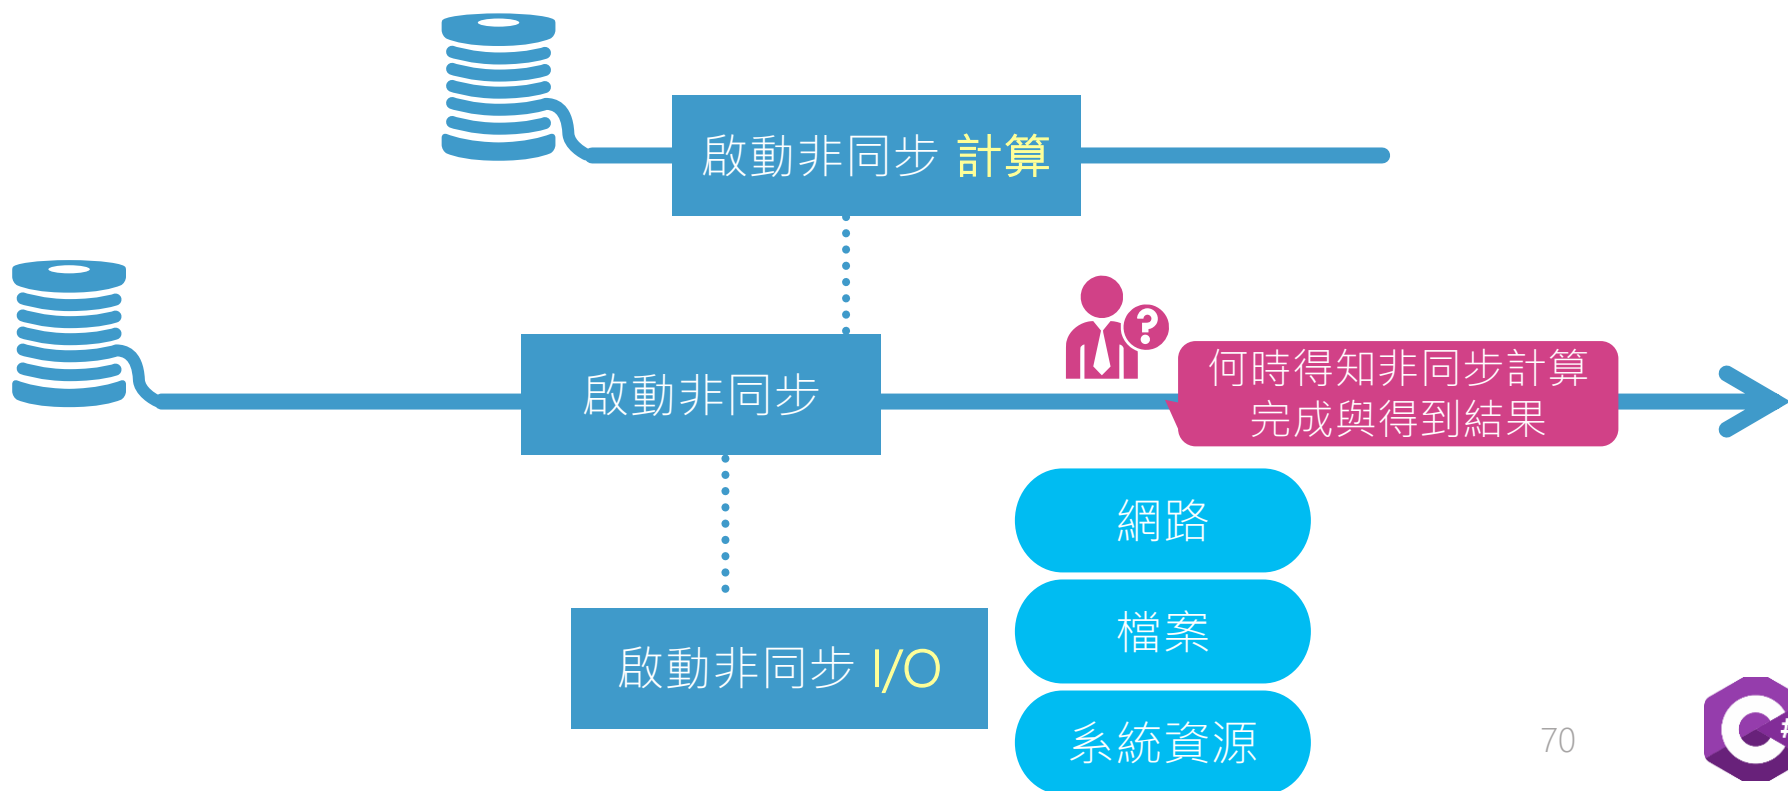 啟動非同步 計算
啟動非同步
?
何時得知非同步計算
完成與得到結果
網路
檔案
啟動非同步 I/O
系統資源
70
C#